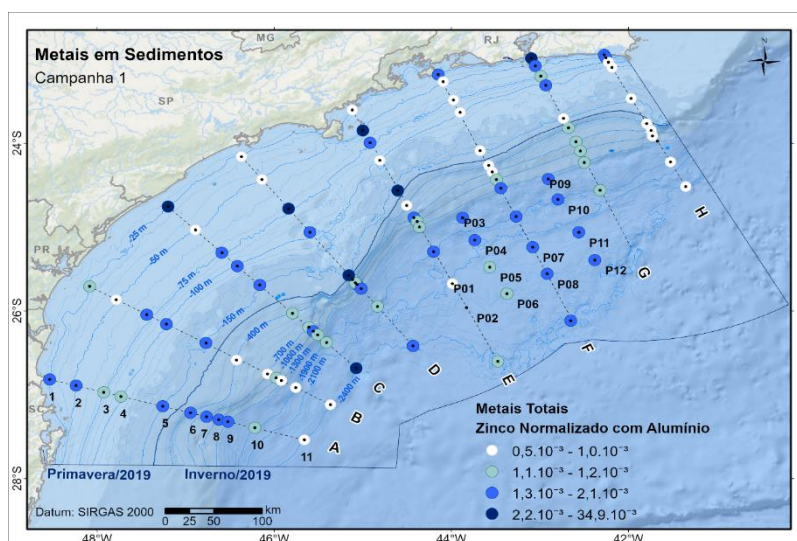 MG
RJ
Metais em Sedimentos
Campanha 1
SP
24°S
24°S
P09
P03
P10
H
-25 m
-50 m
P04
P11
PR
-75 m
-100 m
P07
P12
G
P05
P08
P01
P06
26°S
26°S
-150 m
P02
-400 m
F
-700 m
-1000 m
-1300 m
-1900 m
-2100 m
-2400 m
D
E
C
1
2
3
4
B
Metais Totais
Zinco Normalizado com Alumínio
SC
5
6
7
8
9
10
11
A
0,5.10⁻³ - 1,0.10⁻³
1,1.10⁻³ - 1,2.10⁻³
Primavera/2019
Inverno/2019
1,3.10⁻³ - 2,1.10⁻³
28°S
28°S
2,2.10⁻³ - 34,9.10⁻³
Datum: SIRGAS 2000
km
0 25 50 100
48°W
46°W
44°W
42°W